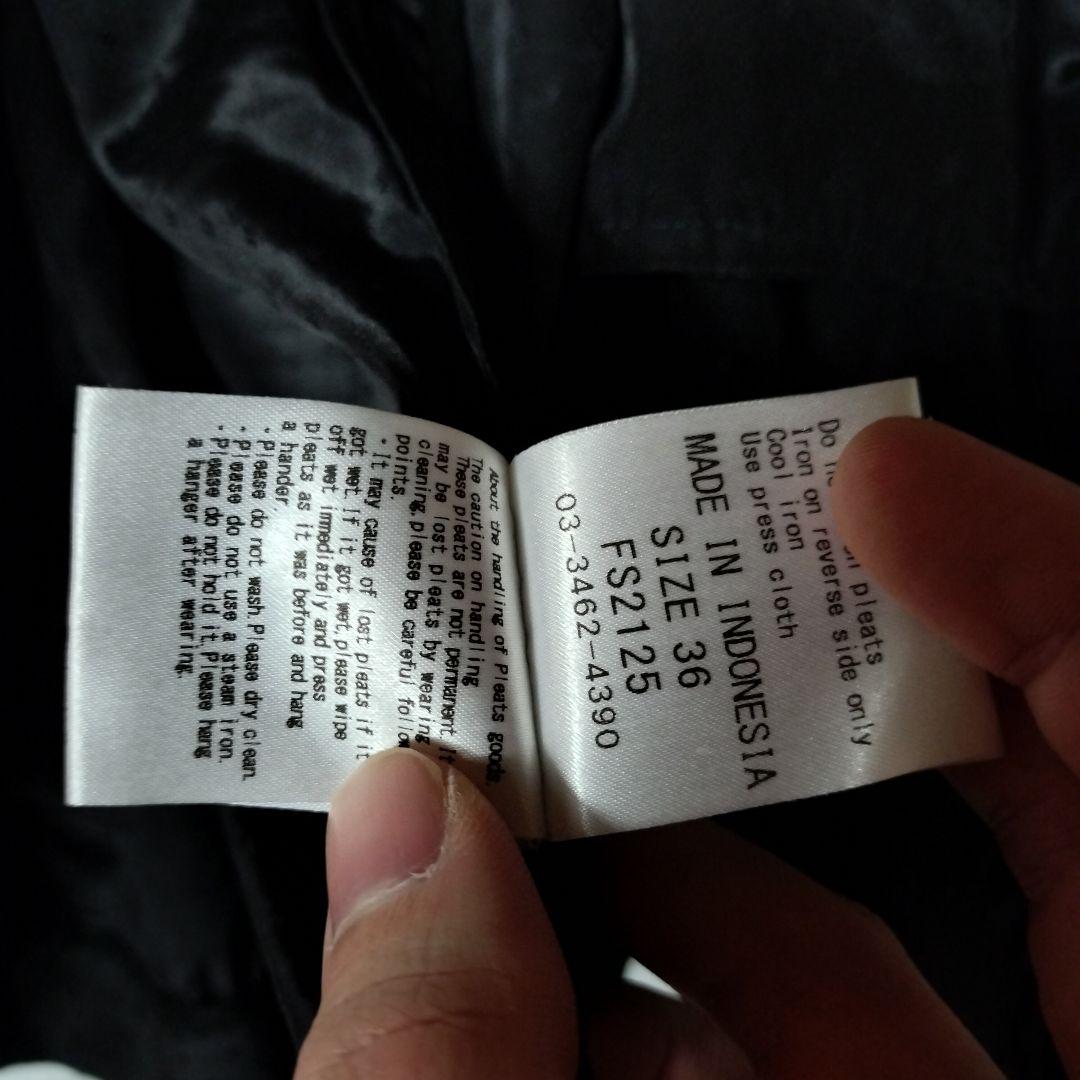 About the handling of Pleats goods.
The caution on handling
These pleats are not permanent. It
may be lost pleats by wearing
cleaning, please be careful follow
points.
・It may cause of lost pleats if it
got wet. if it got wet, please wipe
off wet immediately and press
pleats as it was before and hang
a hander.
・Please do not wash. Please dry clean.
・Please do not use a steam iron.
・Please do not hold it. Please hang
a hanger after wearing.
Do pleats
Iron on reverse side only
Cool iron
Use press cloth
MADE IN INDONESIA
SIZE 36
FS2125
03-3462-4390